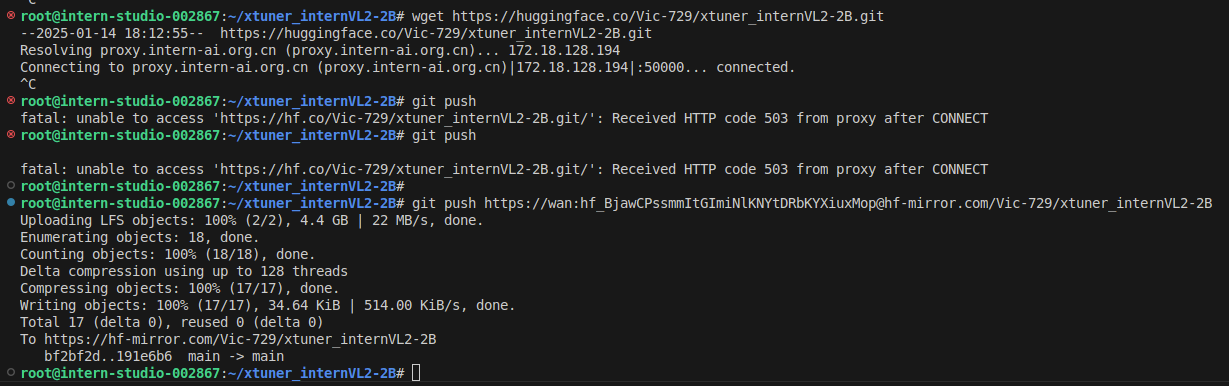 ^C
root@intern-studio-002867:~/xtuner_internVL2-2B# wget https://huggingface.co/Vic-729/xtuner_internVL2-2B.git
--2025-01-14 18:12:55--  https://huggingface.co/Vic-729/xtuner_internVL2-2B.git
Resolving proxy.intern-ai.org.cn (proxy.intern-ai.org.cn)... 172.18.128.194
Connecting to proxy.intern-ai.org.cn (proxy.intern-ai.org.cn)|172.18.128.194|:50000... connected.
^C
root@intern-studio-002867:~/xtuner_internVL2-2B# git push
fatal: unable to access 'https://hf.co/Vic-729/xtuner_internVL2-2B.git/': Received HTTP code 503 from proxy after CONNECT
root@intern-studio-002867:~/xtuner_internVL2-2B# git push
fatal: unable to access 'https://hf.co/Vic-729/xtuner_internVL2-2B.git/': Received HTTP code 503 from proxy after CONNECT
root@intern-studio-002867:~/xtuner_internVL2-2B#
root@intern-studio-002867:~/xtuner_internVL2-2B# git push https://wan: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@hf-mirror.com/Vic-729/xtuner_internVL2-2B
Uploading LFS objects: 100% (2/2), 4.4 GB | 22 MB/s, done.
Enumerating objects: 18, done.
Counting objects: 100% (18/18), done.
Delta compression using up to 128 threads
Compressing objects: 100% (17/17), done.
Writing objects: 100% (17/17), 34.64 KiB | 514.00 KiB/s, done.
Total 17 (delta 0), reused 0 (delta 0)
To https://hf-mirror.com/Vic-729/xtuner_internVL2-2B
   bf2bf2d..191e6b6  main -> main
root@intern-studio-002867:~/xtuner_internVL2-2B#